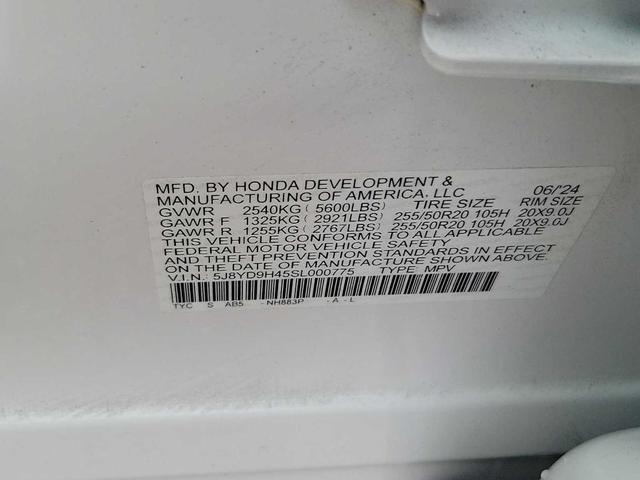 MFD. BY HONDA DEVELOPMENT &
MANUFACTURING OF AMERICA, LLC 06/'24
GVWR 2540KG (5600LBS) TIRE SIZE RIM SIZE
GAWR F 1325KG (2921LBS) 255/50R20 105H 20X9.0J
GAWR R 1255KG (2767LBS) 255/50R20 105H 20X9.0J
THIS VEHICLE CONFORMS TO ALL APPLICABLE
FEDERAL MOTOR VEHICLE SAFETY
AND THEFT PREVENTION STANDARDS IN EFFECT
ON THE DATE OF MANUFACTURE SHOWN ABOVE.
V.I.N.: 5J8YD9H45SL000775 TYPE MPV
TYC S AB5 -NH883P -A-L